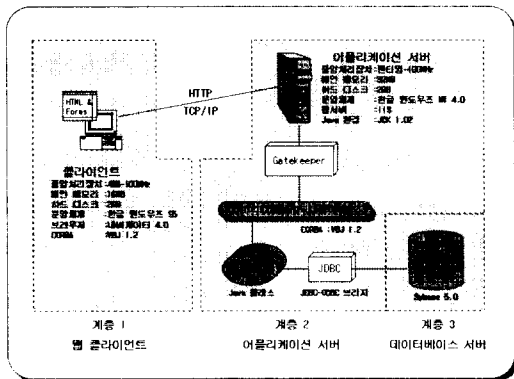 어플리케이션 서버
중앙처리장치 :펜티엄-100MHz
메인 메모리 :32MB
하드 디스크 :2GB
운영체제 :한글 윈도우즈 NT 4.0
웹서버 :IIS
Java 환경 :JDK 1.02
HTML &
Forms
HTTP
TCP/IP
Gatekeeper
클라이언트
중앙처리장치 :486-100MHz
메인 메모리 :16MB
하드 디스크 :2GB
운영체제 :한글 윈도우즈 95
브라우저 :네비게이터 4.0
CORBA :VBJ 1.2
CORBA :VBJ 1.2
Java 클래스
JDBC
JDBC-ODBC 브리지
Sybase 5.0
계층 1
계층 2
계층 3
웹 클라이언트
어플리케이션 서버
데이터베이스 서버